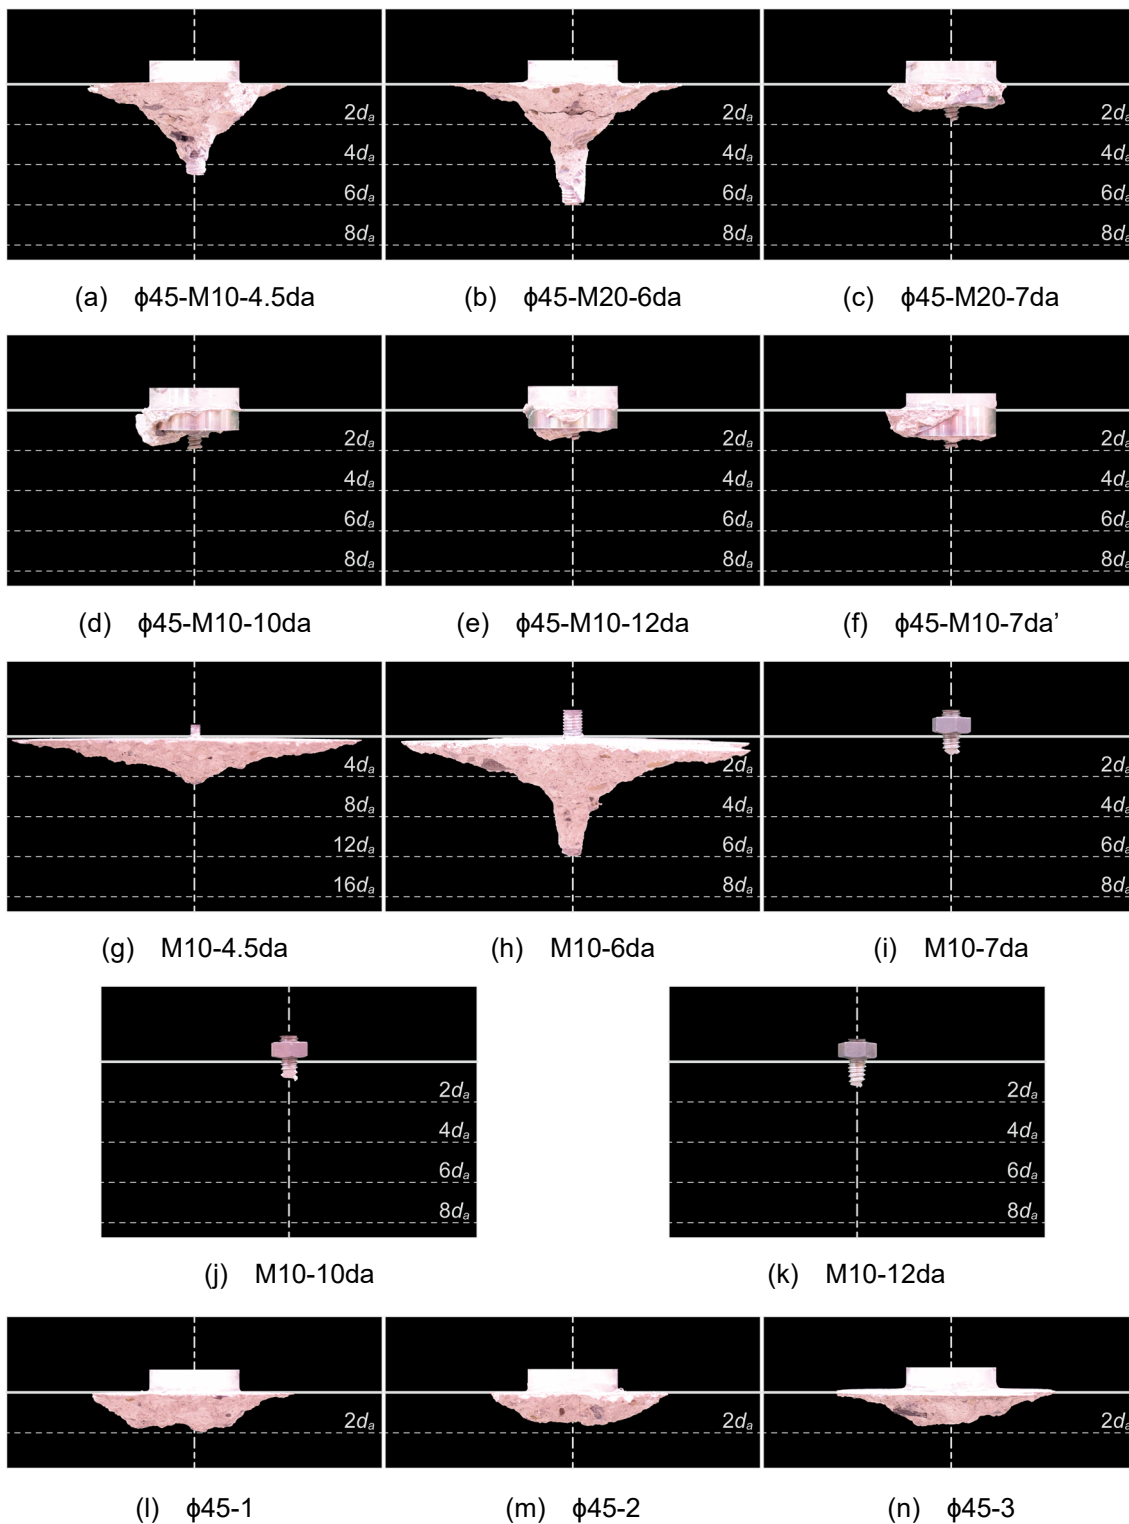 2da
4da
6da
8da
2da
4da
6da
8da
2da
4da
6da
8da
(a) ϕ45-M10-4.5da
(b) ϕ45-M20-6da
(c) ϕ45-M20-7da
2da
4da
6da
8da
2da
4da
6da
8da
2da
4da
6da
8da
(d) ϕ45-M10-10da
(e) ϕ45-M10-12da
(f) ϕ45-M10-7da’
4da
8da
12da
16da
2da
4da
6da
8da
2da
4da
6da
8da
(g) M10-4.5da
(h) M10-6da
(i) M10-7da
2da
4da
6da
8da
2da
4da
6da
8da
(j) M10-10da
(k) M10-12da
2da
2da
2da
(l) ϕ45-1
(m) ϕ45-2
(n) ϕ45-3